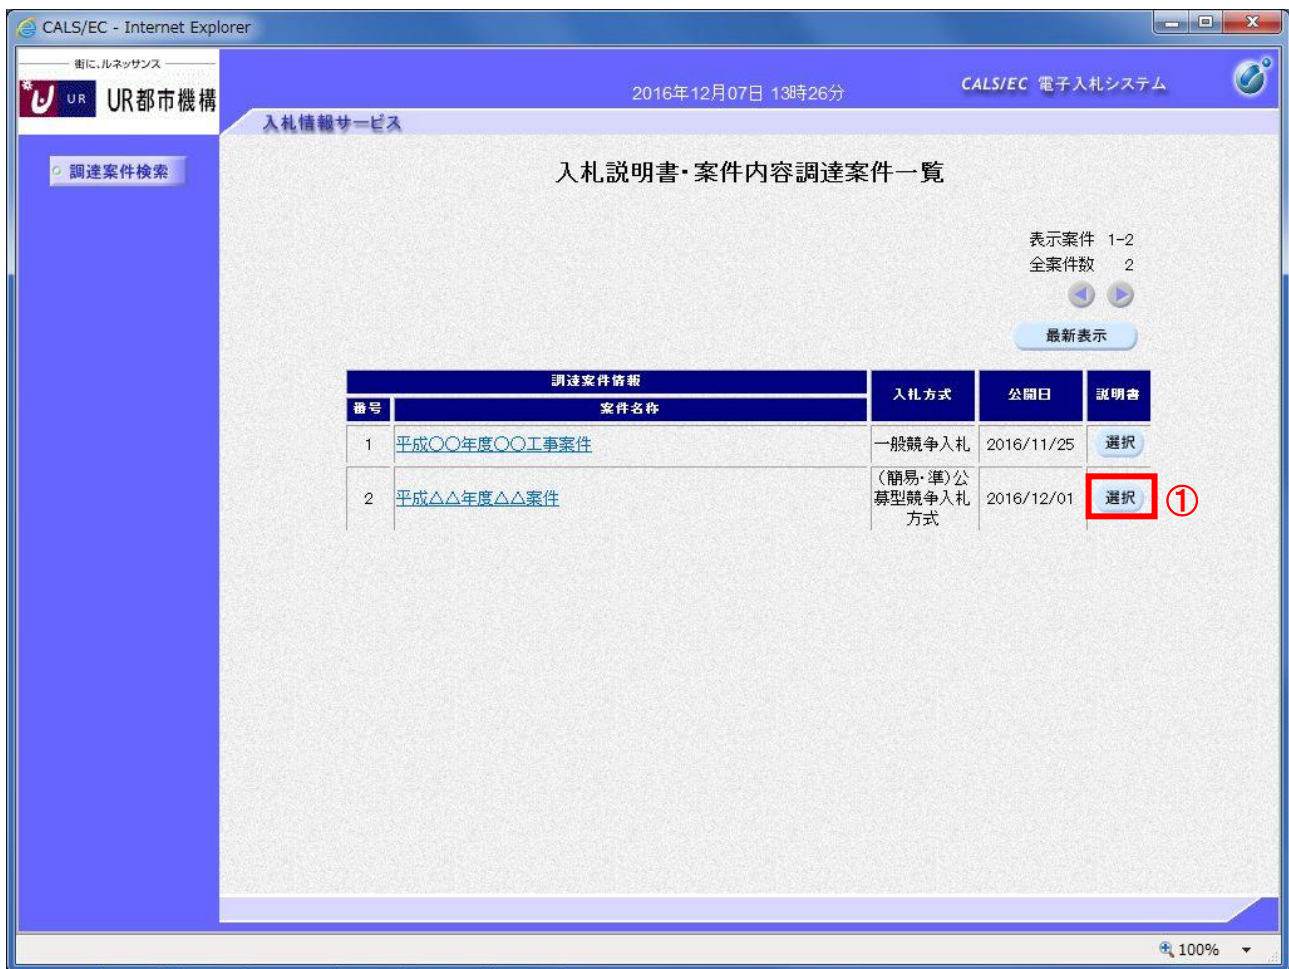 CALS/EC - Internet Explorer
街に、ルネッサンス
UR UR都市機構
2016年12月07日 13時26分
CALS/EC 電子入札システム
入札情報サービス
調達案件検索
入札説明書・案件内容調達案件一覧
表示案件 1-2
全案件数 2
最新表示
調達案件情報
入札方式 公開日 説明書
番号 案件名称
1 平成〇〇年度〇〇工事案件 一般競争入札 2016/11/25 選択
2 平成△△年度△△案件 (簡易・準)公募型競争入札方式 2016/12/01 選択 ①
100%